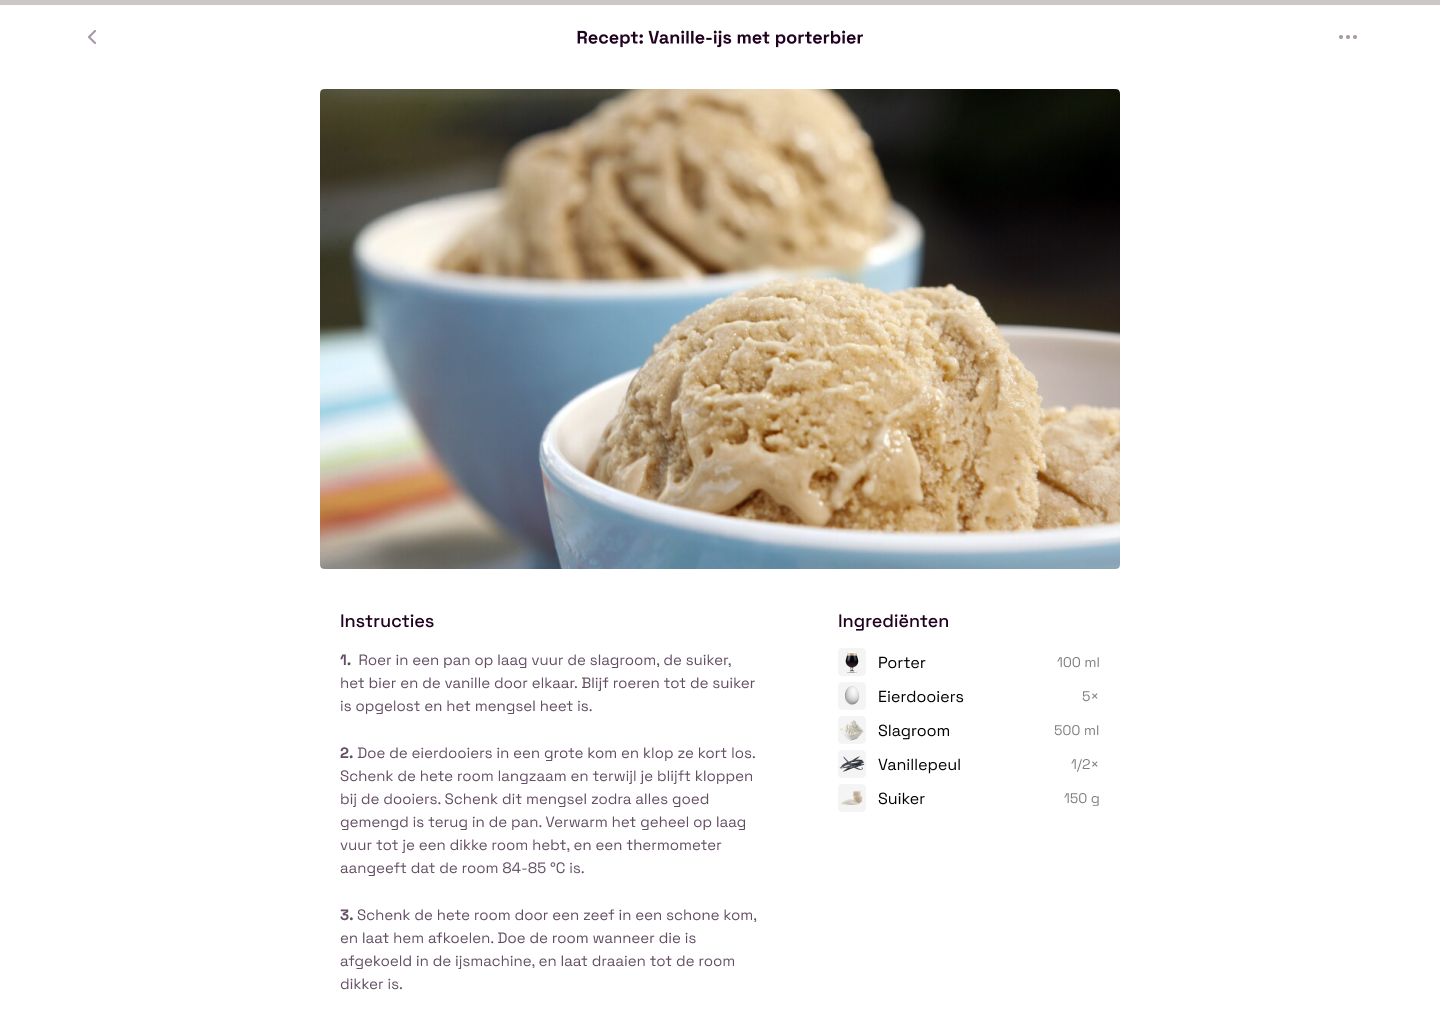 Recept: Vanille-ijs met porterbier
Instructies
1. Roer in een pan op laag vuur de slagroom, de suiker,
het bier en de vanille door elkaar. Blijf roeren tot de suiker
is opgelost en het mengsel heet is.
2. Doe de eierdooiers in een grote kom en klop ze kort los.
Schenk de hete room langzaam en terwijl je blijft kloppen
bij de dooiers. Schenk dit mengsel zodra alles goed
gemengd is terug in de pan. Verwarm het geheel op laag
vuur tot je een dikke room hebt, en een thermometer
aangeeft dat de room 84-85 °C is.
3. Schenk de hete room door een zeef in een schone kom,
en laat hem afkoelen. Doe de room wanneer die is
afgekoeld in de ijsmachine, en laat draaien tot de room
dikker is.
Ingrediënten
Porter 100 ml
Eierdooiers 5×
Slagroom 500 ml
Vanillepeul 1/2×
Suiker 150 g